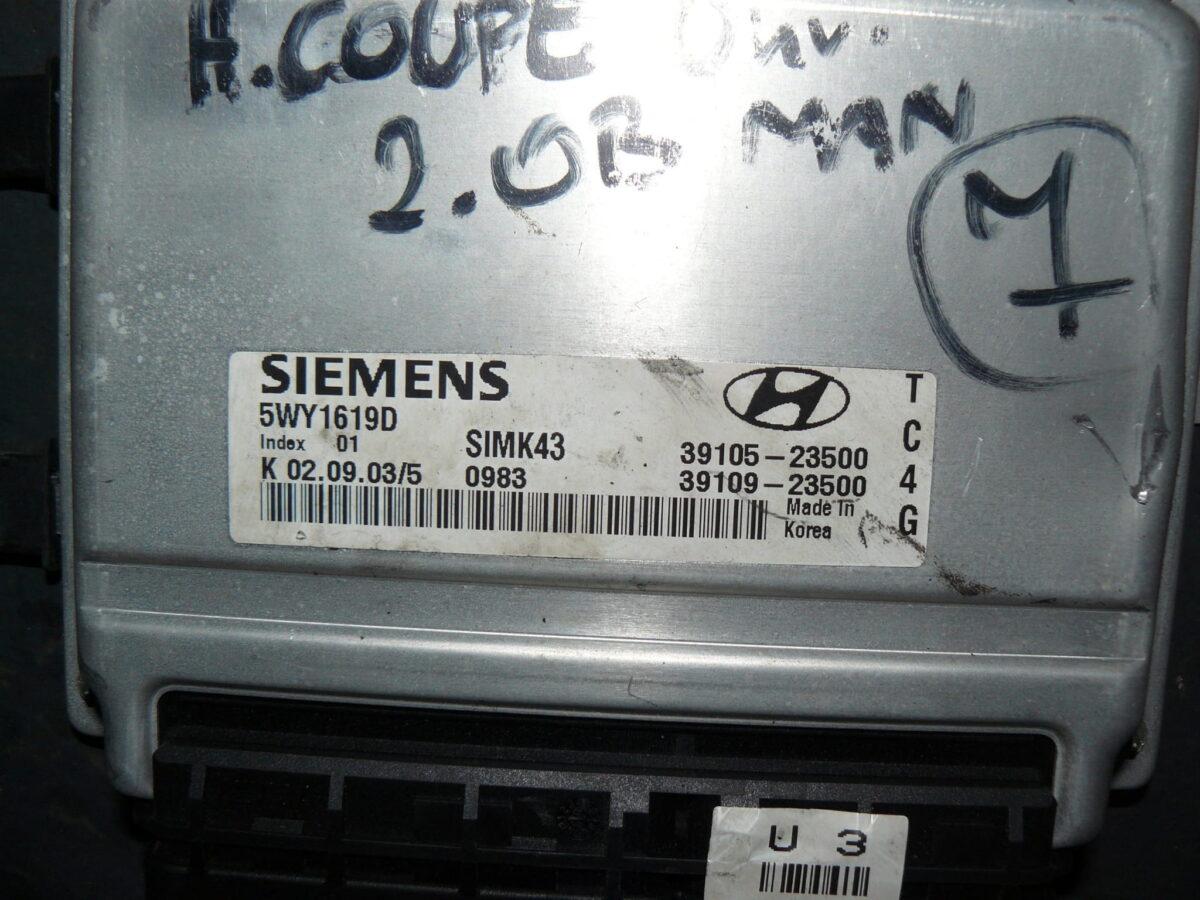 H.COUPE
2.0B MAN
7
SIEMENS
5WY1619D
Index 01
SIMK43
39105-23500
K 02.09.03/5
0983
39109-23500
Made In
Korea
T
C
4
G
U 3